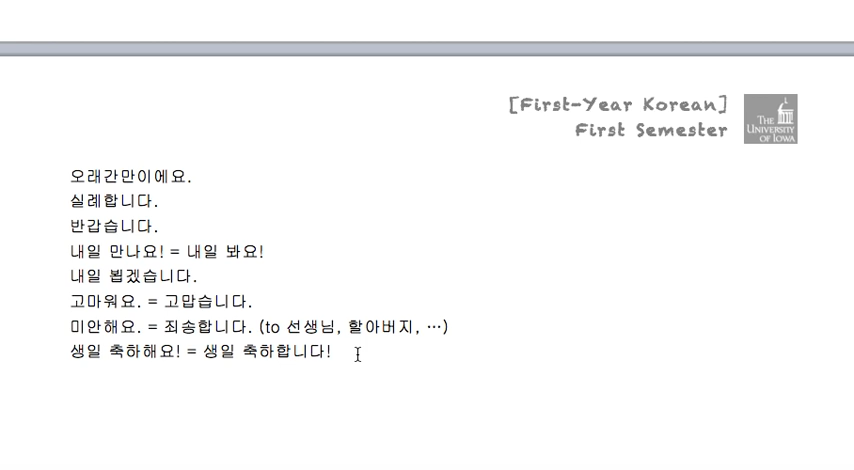 [First-Year Korean]
First Semester
THE
UNIVERSITY
OF IOWA
오래간만이에요.
실례합니다.
반갑습니다.
내일 만나요! = 내일 봐요!
내일 뵙겠습니다.
고마워요. = 고맙습니다.
미안해요. = 죄송합니다. (to 선생님, 할아버지, …)
생일 축하해요! = 생일 축하합니다!